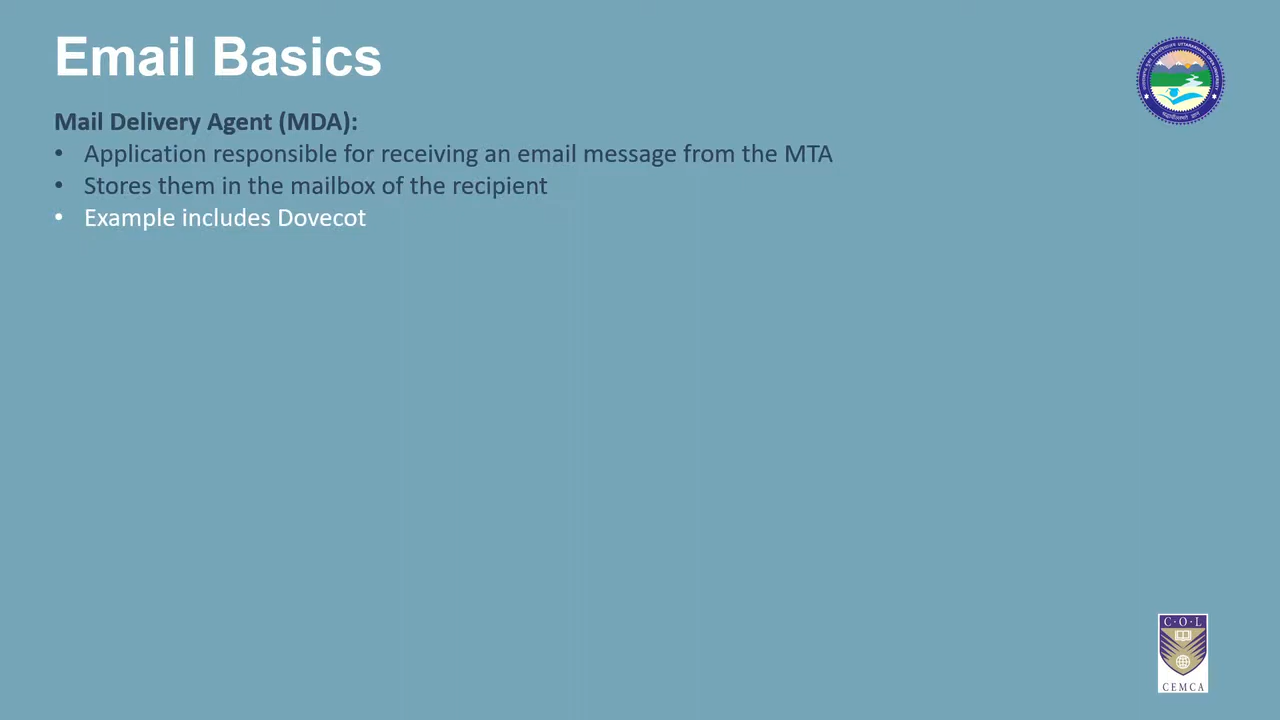 Email Basics
Mail Delivery Agent (MDA):
• Application responsible for receiving an email message from the MTA
• Stores them in the mailbox of the recipient
• Example includes Dovecot
C·O·L
CEMCA